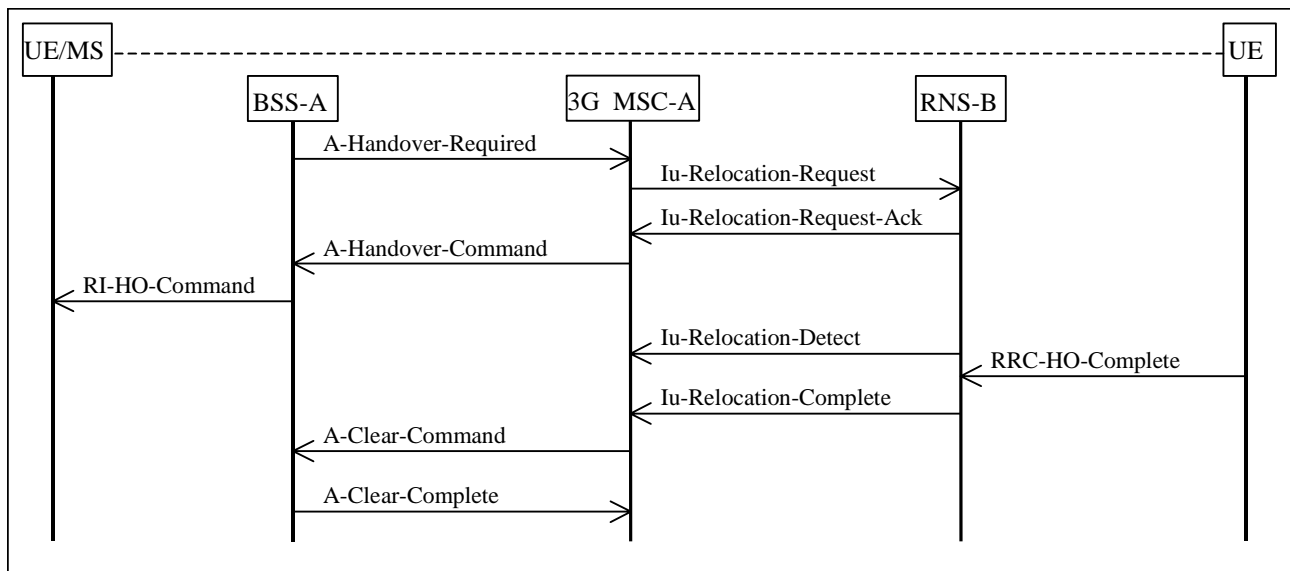 UE/MS
UE
BSS-A
3G MSC-A
RNS-B
A-Handover-Required
Iu-Relocation-Request
Iu-Relocation-Request-Ack
A-Handover-Command
RI-HO-Command
Iu-Relocation-Detect
RRC-HO-Complete
Iu-Relocation-Complete
A-Clear-Command
A-Clear-Complete